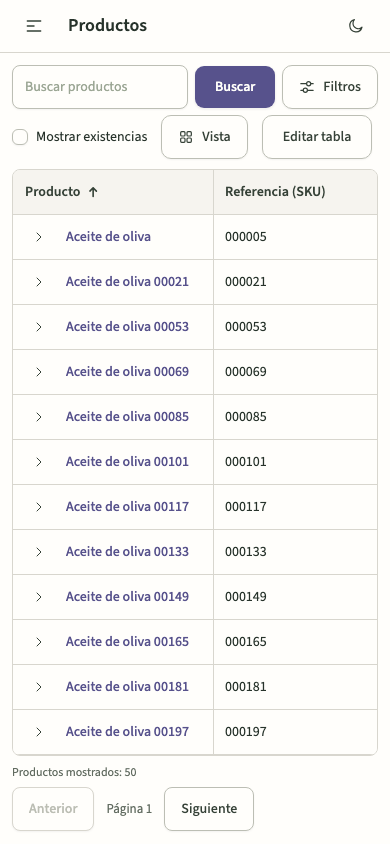 Productos
Buscar productos
Buscar
Filtros
Mostrar existencias
Vista
Editar tabla
Producto ↑ Referencia (SKU)
Aceite de oliva 000005
Aceite de oliva 00021 000021
Aceite de oliva 00053 000053
Aceite de oliva 00069 000069
Aceite de oliva 00085 000085
Aceite de oliva 00101 000101
Aceite de oliva 00117 000117
Aceite de oliva 00133 000133
Aceite de oliva 00149 000149
Aceite de oliva 00165 000165
Aceite de oliva 00181 000181
Aceite de oliva 00197 000197
Productos mostrados: 50
Anterior Página 1 Siguiente